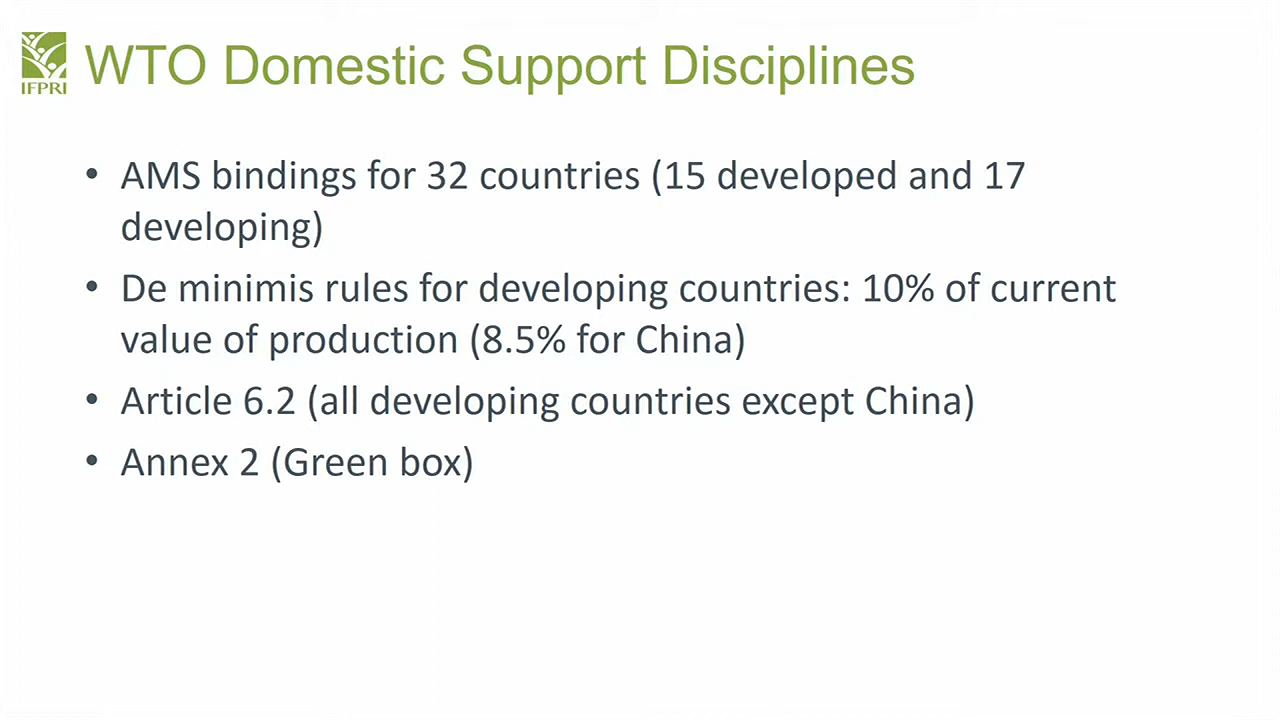 IFPRI
WTO Domestic Support Disciplines
• AMS bindings for 32 countries (15 developed and 17
developing)
• De minimis rules for developing countries: 10% of current
value of production (8.5% for China)
• Article 6.2 (all developing countries except China)
• Annex 2 (Green box)